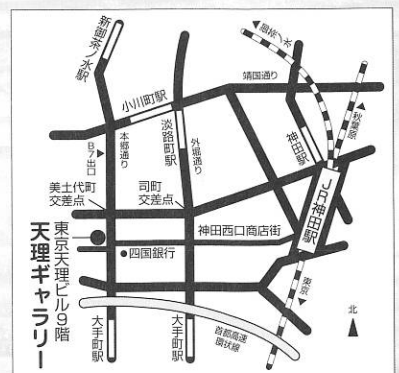 新御茶ノ水駅
御茶ノ水
靖国通り
小川町駅
秋葉原
淡路町駅
外堀通り
本郷通り
B7出口
神田駅
JR神田駅
美土代町
交差点
司町
交差点
神田西口商店街
四国銀行
東京天理ビル9階
天理ギャラリー
東京
北
大手町駅
大手町駅
首都高速
環状線